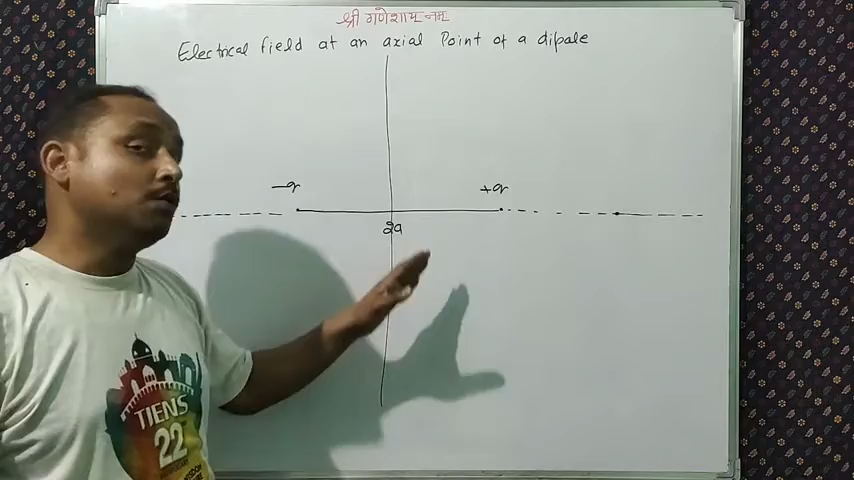 श्री गणेशाय नमः
Electrical field at an axial Point of a dipole
-q
+q
2a
TIENS
22